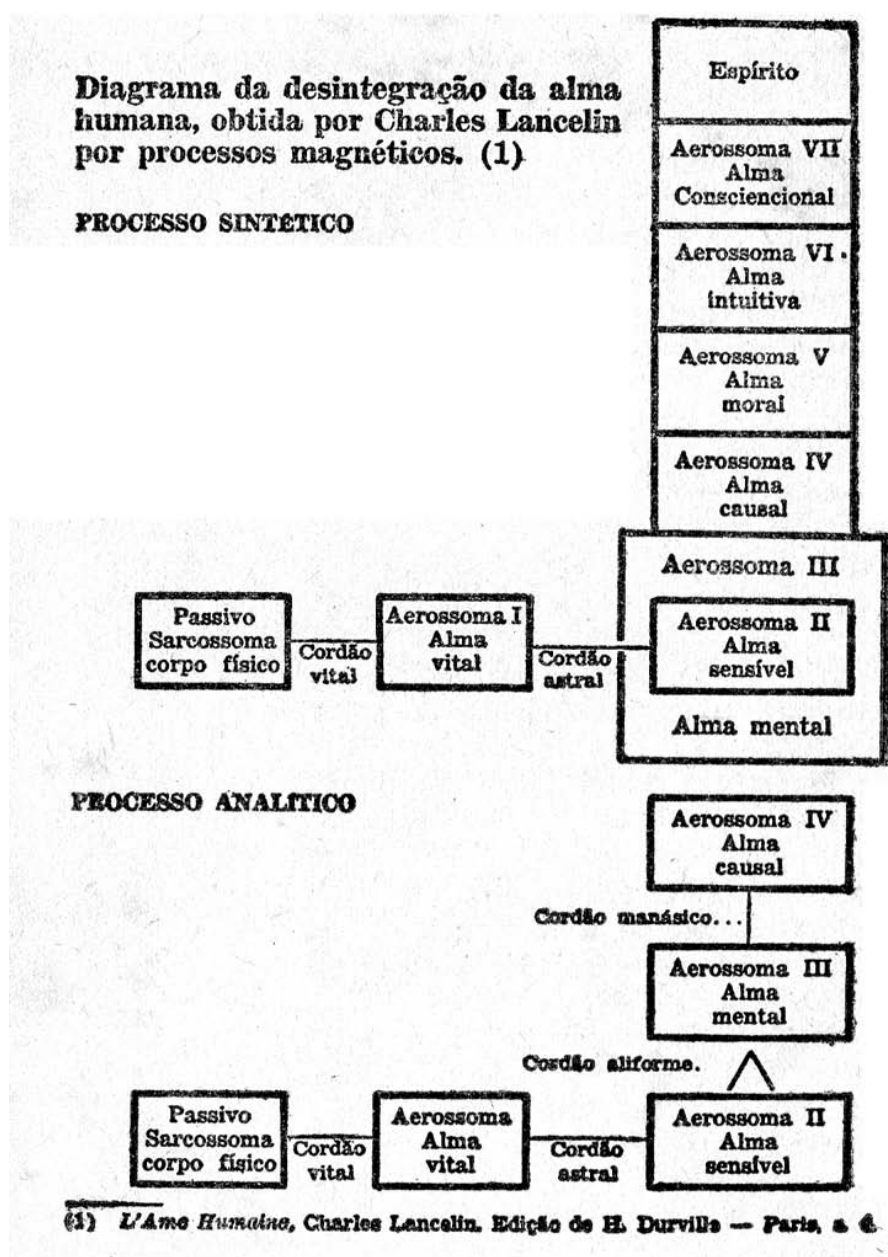 Diagrama da desintegração da alma
humana, obtida por Charles Lancelin
por processos magnéticos. (1)
PROCESSO SINTÉTICO
Espírito
Aerossoma VII
Alma
Consciencional
Aerossoma VI
Alma
intuitiva
Aerossoma V
Alma
moral
Aerossoma IV
Alma
causal
Aerossoma III
Passivo
Sarcossoma
corpo físico
Cordão
vital
Aerossoma I
Alma
vital
Cordão
astral
Aerossoma II
Alma
sensível
Alma mental
PROCESSO ANALÍTICO
Aerossoma IV
Alma
causal
Cordão manásico...
Aerossoma III
Alma
mental
Cordão aliforme.
Passivo
Sarcossoma
corpo físico
Cordão
vital
Aerossoma
Alma
vital
Cordão
astral
Aerossoma II
Alma
sensível
(1) L'Ame Humaine, Charles Lancelin. Edição de H. Durville — Paris, s. d.